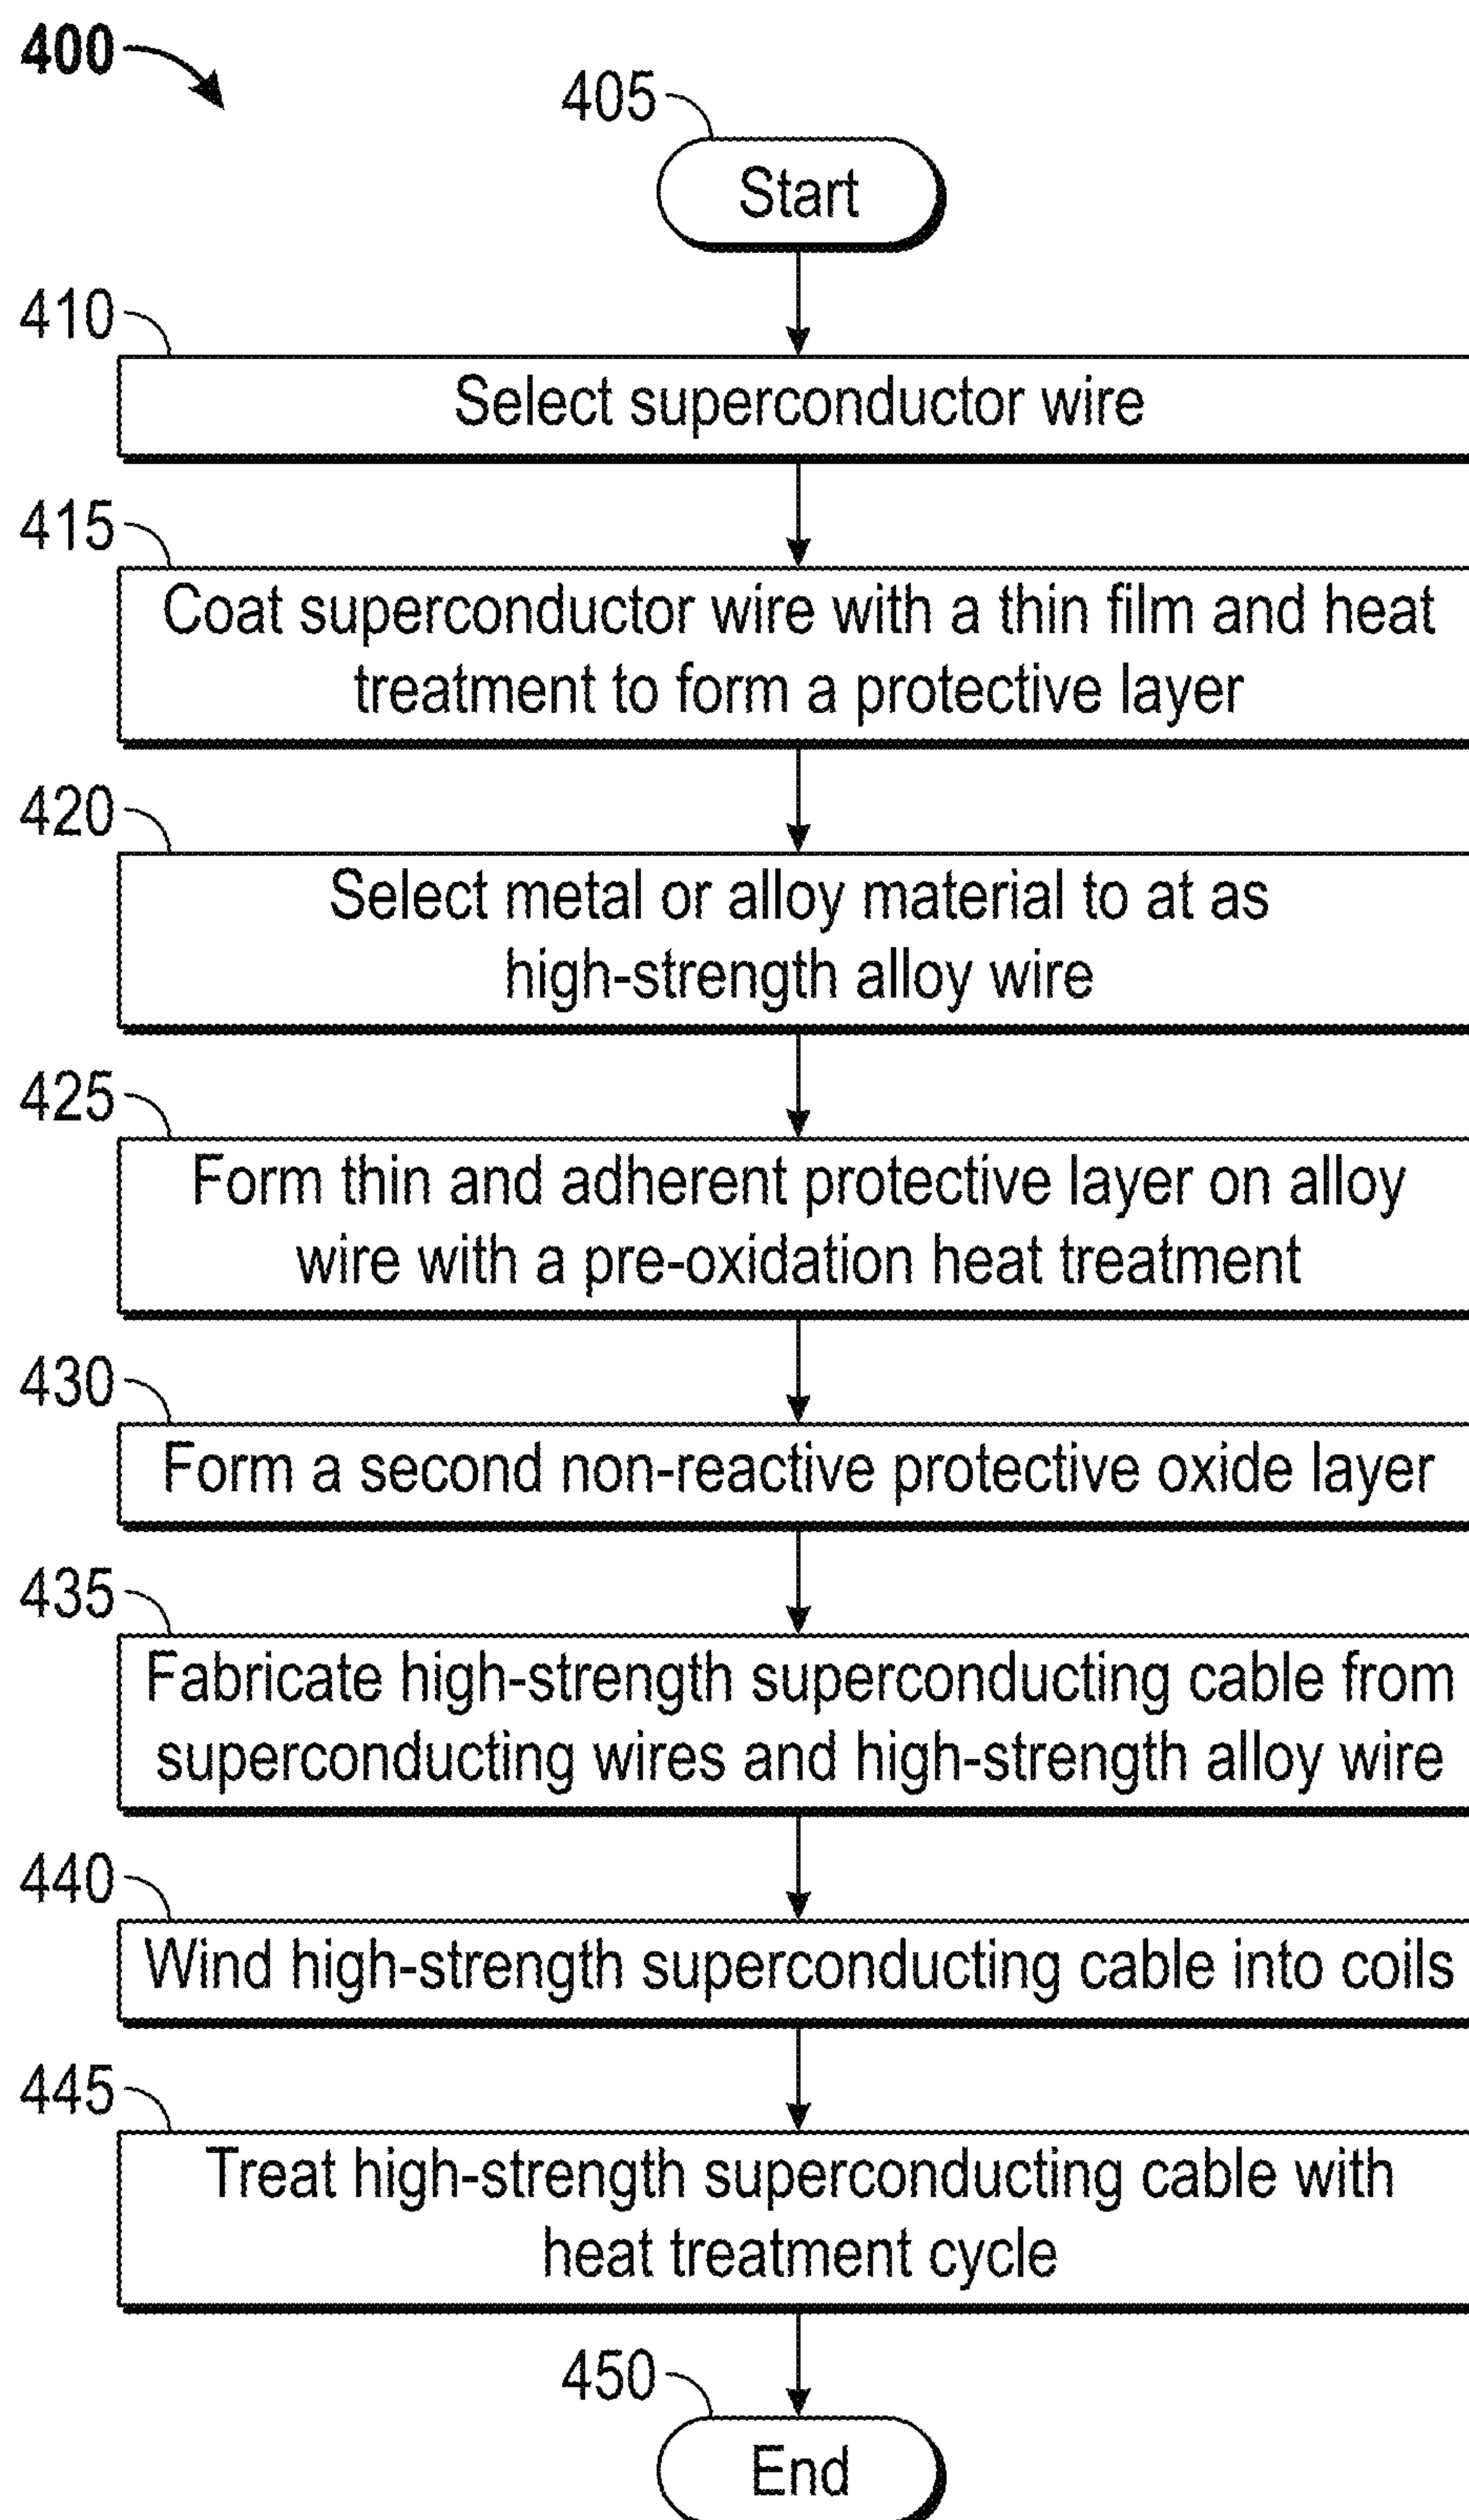 400
405
Start
410
Select superconductor wire
415
Coat superconductor wire with a thin film and heat
treatment to form a protective layer
420
Select metal or alloy material to at as
high-strength alloy wire
425
Form thin and adherent protective layer on alloy
wire with a pre-oxidation heat treatment
430
Form a second non-reactive protective oxide layer
435
Fabricate high-strength superconducting cable from
superconducting wires and high-strength alloy wire
440
Wind high-strength superconducting cable into coils
445
Treat high-strength superconducting cable with
heat treatment cycle
450
End